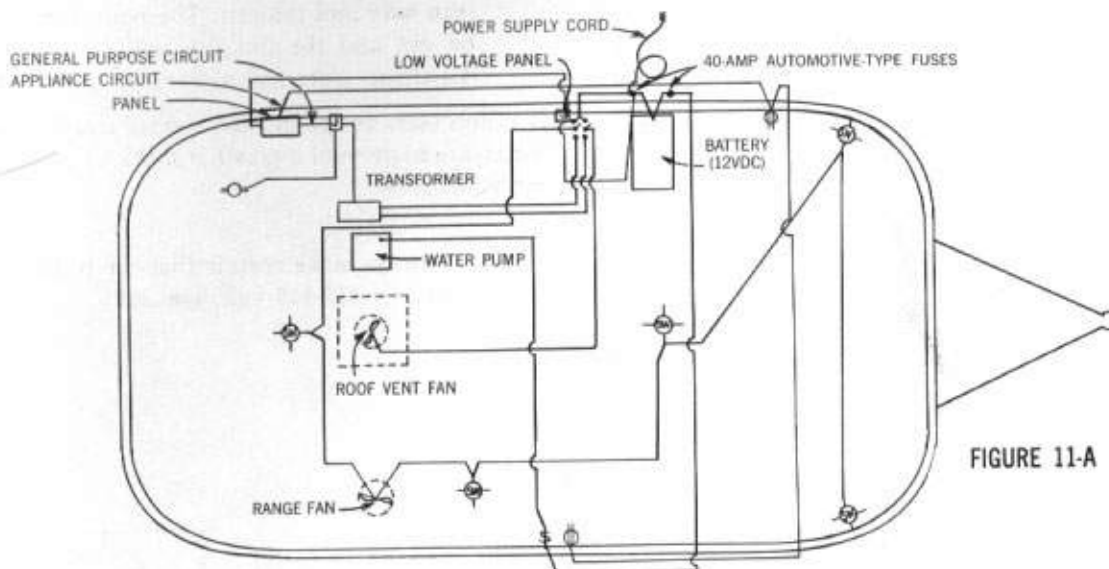 POWER SUPPLY CORD
GENERAL PURPOSE CIRCUIT
LOW VOLTAGE PANEL
40-AMP AUTOMOTIVE-TYPE FUSES
APPLIANCE CIRCUIT
PANEL
J
BATTERY
(12VDC)
TRANSFORMER
WATER PUMP
ROOF VENT FAN
FIGURE 11-A
RANGE FAN
S